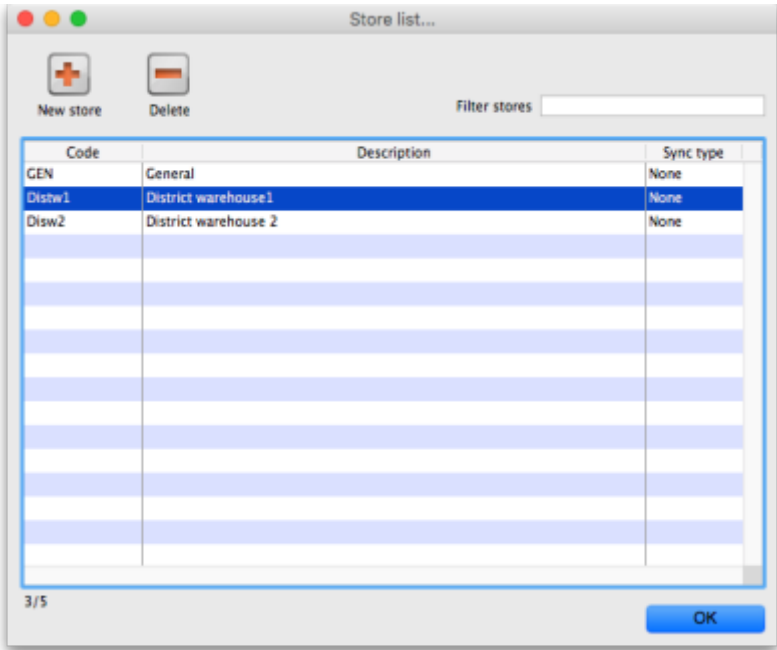 Store list...
New store
Delete
Filter stores
Code Description Sync type
GEN General None
Distw1 District warehouse1 None
Disw2 District warehouse 2 None
3/5
OK